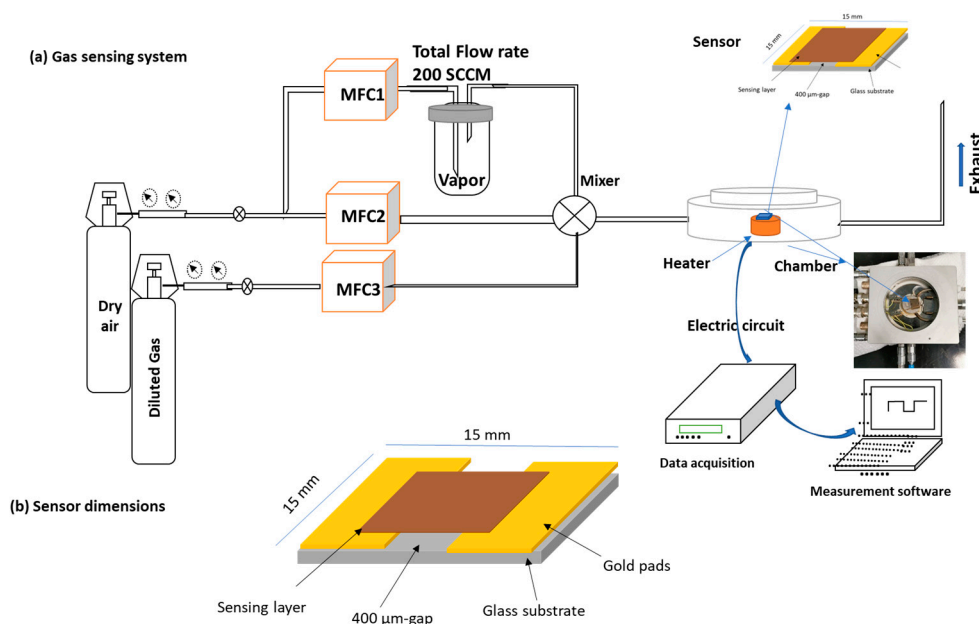 (a) Gas sensing system
Total Flow rate
200 SCCM
MFC1
Vapor
MFC2
MFC3
Mixer
Dry
air
Diluted Gas
Sensor
15 mm
15 mm
Sensing layer
400 µm-gap
Glass substrate
Exhaust
Heater
Chamber
Electric circuit
Data acquisition
Measurement software
(b) Sensor dimensions
15 mm
15 mm
Gold pads
Sensing layer
400 µm-gap
Glass substrate